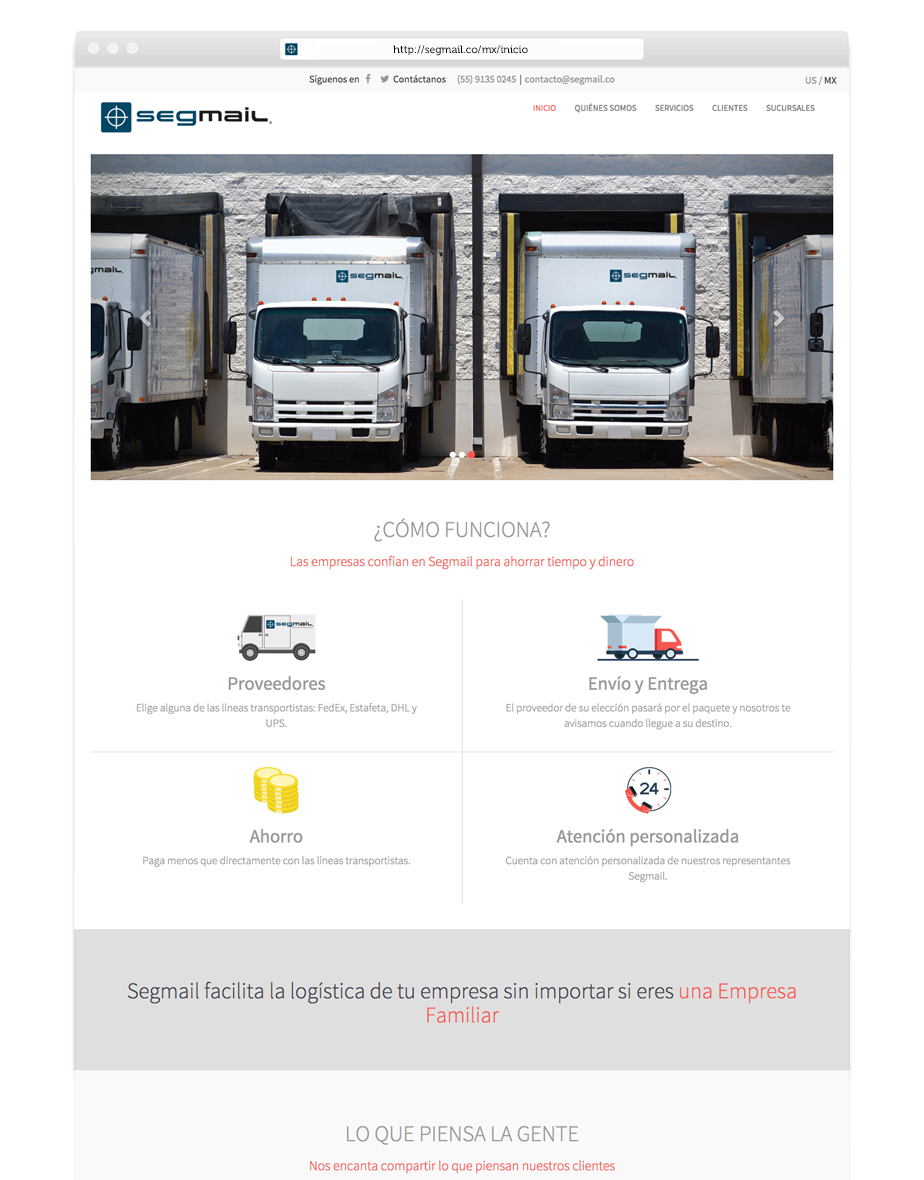 http://segmail.co/mx/inicio
Síguenos en Contáctanos (55) 9135 0245 | contacto@segmail.co US / MX
segmail
INICIO QUIÉNES SOMOS SERVICIOS CLIENTES SUCURSALES
gmail segmail segmail
¿CÓMO FUNCIONA?
Las empresas confían en Segmail para ahorrar tiempo y dinero
segmail
Proveedores
Elige alguna de las líneas transportistas: FedEx, Estafeta, DHL y
UPS.
Envío y Entrega
El proveedor de su elección pasará por el paquete y nosotros te
avisamos cuando llegue a su destino.
Ahorro
Paga menos que directamente con las líneas transportistas.
24
Atención personalizada
Cuenta con atención personalizada de nuestros representantes
Segmail.
Segmail facilita la logística de tu empresa sin importar si eres una Empresa
Familiar
LO QUE PIENSA LA GENTE
Nos encanta compartir lo que piensan nuestros clientes